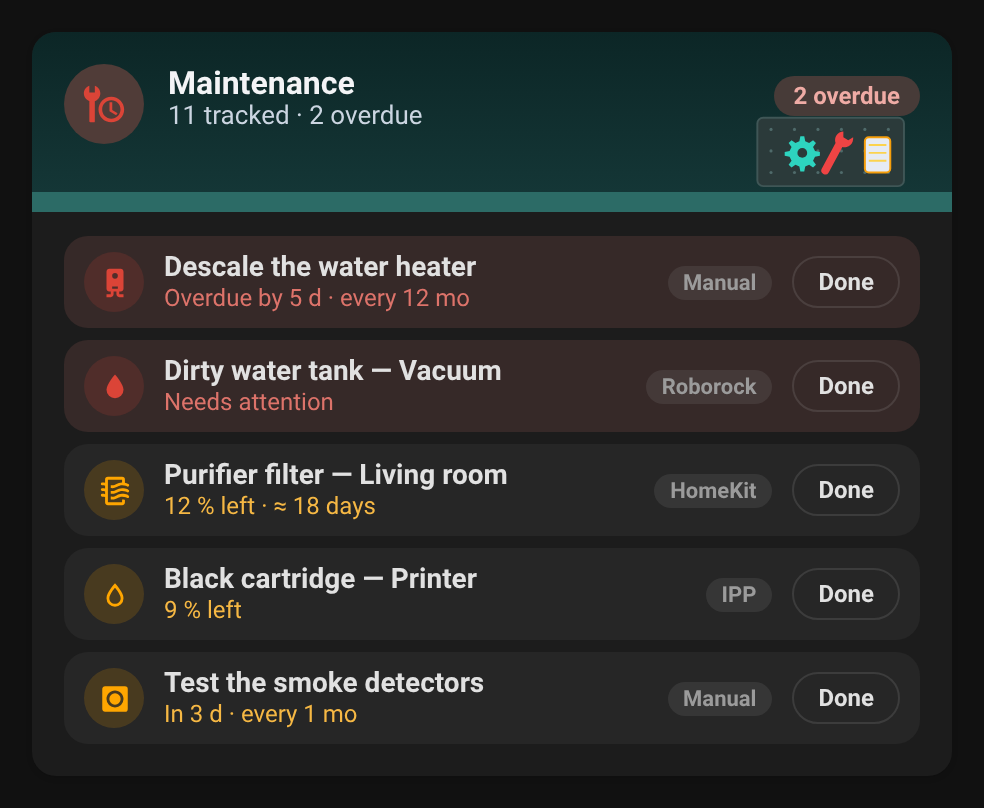 Maintenance
11 tracked · 2 overdue
2 overdue
Descale the water heater
Overdue by 5 d · every 12 mo
Manual
Done
Dirty water tank — Vacuum
Needs attention
Roborock
Done
Purifier filter — Living room
12 % left · ≈ 18 days
HomeKit
Done
Black cartridge — Printer
9 % left
IPP
Done
Test the smoke detectors
In 3 d · every 1 mo
Manual
Done